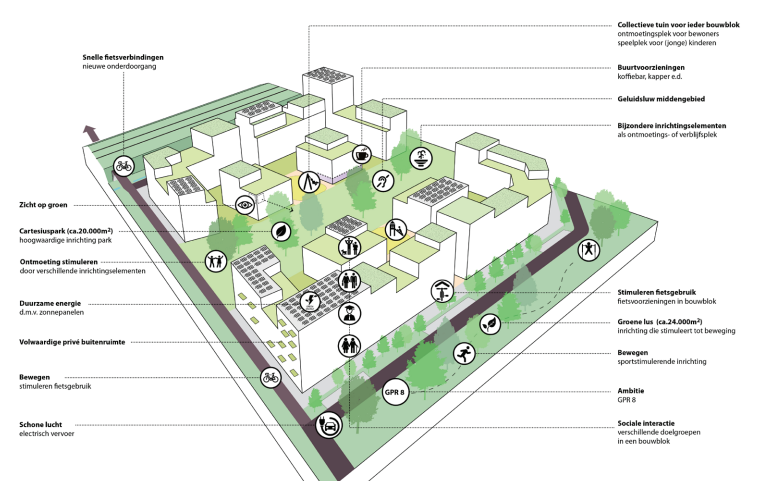 Snelle fietsverbindingen
nieuwe onderdoorgang
Zicht op groen
Cartesiuspark (ca.20.000m²)
hoogwaardige inrichting park
Ontmoeting stimuleren
door verschillende inrichtingselementen
Duurzame energie
d.m.v. zonnepanelen
Volwaardige privé buitenruimte
Bewegen
stimuleren fietsgebruik
Schone lucht
electrisch vervoer
Collectieve tuin voor ieder bouwblok
ontmoetingsplek voor bewoners
speelplek voor (jonge) kinderen
Buurtvoorzieningen
koffiebar, kapper e.d.
Geluidsluw middengebied
Bijzondere inrichtingselementen
als ontmoetings- of verblijfsplek
Stimuleren fietsgebruik
fietsvoorzieningen in bouwblok
Groene lus (ca.24.000m²)
inrichting die stimuleert tot beweging
Bewegen
sportstimulerende inrichting
Ambitie
GPR 8
Sociale interactie
verschillende doelgroepen
in een bouwblok
GPR 8